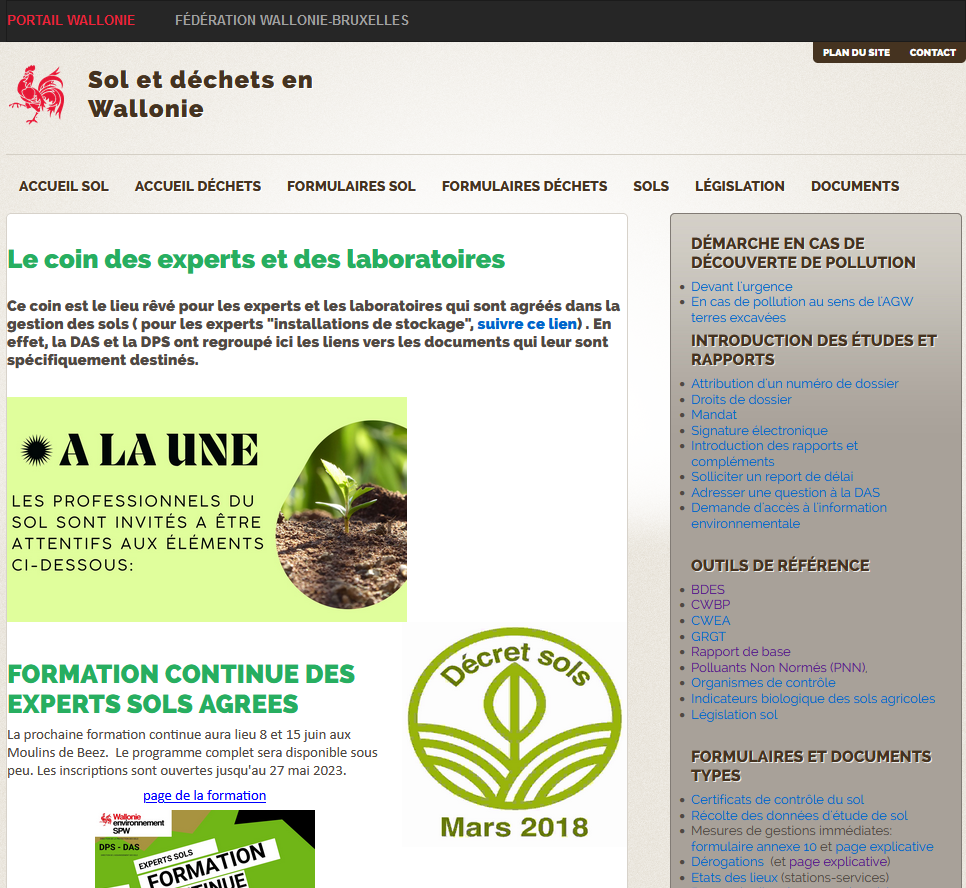 PORTAIL WALLONIE
FÉDÉRATION WALLONIE-BRUXELLES
PLAN DU SITE
CONTACT
Sol et déchets en
Wallonie
ACCUEIL SOL
ACCUEIL DÉCHETS
FORMULAIRES SOL
FORMULAIRES DÉCHETS
SOLS
LÉGISLATION
DOCUMENTS
Le coin des experts et des laboratoires
Ce coin est le lieu rêvé pour les experts et les laboratoires qui sont agréés dans la
gestion des sols ( pour les experts "installations de stockage", suivre ce lien) . En
effet, la DAS et la DPS ont regroupé ici les liens vers les documents qui leur sont
spécifiquement destinés.
A LA UNE
LES PROFESSIONNELS DU
SOL SONT INVITÉS A ÊTRE
ATTENTIFS AUX ÉLÉMENTS
CI-DESSOUS:
FORMATION CONTINUE DES
EXPERTS SOLS AGREES
La prochaine formation continue aura lieu 8 et 15 juin aux
Moulins de Beez.  Le programme complet sera disponible sous
peu. Les inscriptions sont ouvertes jusqu'au 27 mai 2023.
page de la formation
Wallonie
environnement
SPW
DPS - DAS
EXPERTS SOLS
FORMATION
CONTINUE
Décret sols
Mars 2018
DÉMARCHE EN CAS DE
DÉCOUVERTE DE POLLUTION
Devant l'urgence
En cas de pollution au sens de l'AGW
terres excavées
INTRODUCTION DES ÉTUDES ET
RAPPORTS
Attribution d'un numéro de dossier
Droits de dossier
Mandat
Signature électronique
Introduction des rapports et
compléments
Solliciter un report de délai
Adresser une question à la DAS
Demande d'accès à l'information
environnementale
OUTILS DE RÉFÉRENCE
BDES
CWBP
CWEA
GRGT
Rapport de base
Polluants Non Normés (PNN),
Organismes de contrôle
Indicateurs biologique des sols agricoles
Législation sol
FORMULAIRES ET DOCUMENTS
TYPES
Certificats de contrôle du sol
Récolte des données d'étude de sol
Mesures de gestions immédiates:
formulaire annexe 10 et page explicative
Dérogations  (et page explicative)
Etats des lieux (stations-services)